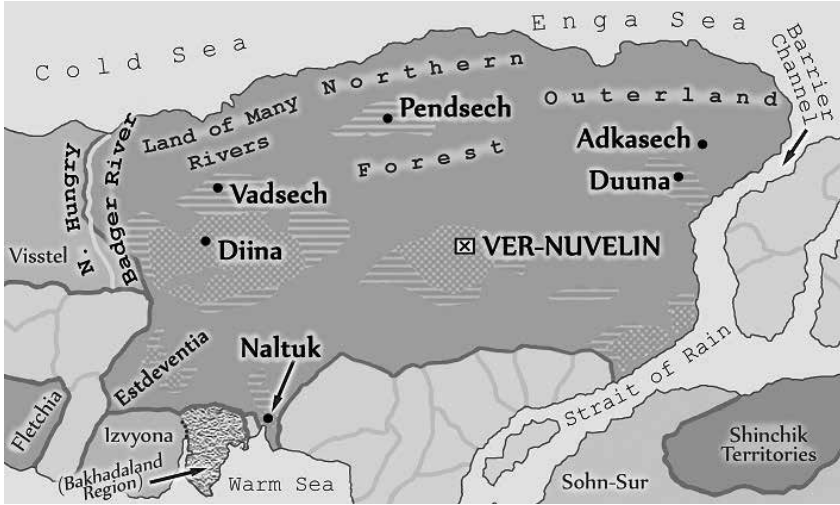 Cold Sea
Enga Sea
Barrier
Channel
Northern
Forest
Outerland
Land of Many
Rivers
Pendsech
Adkasech
Duuna
N. Hungry
Badger River
Vadsech
Visstel
Diina
VER-NUVELIN
Estdeventia
Naltuk
Strait of Rain
Fletchia
Izvyona
(Bakhadaland
Region)
Warm Sea
Sohn-Sur
Shinchik
Territories